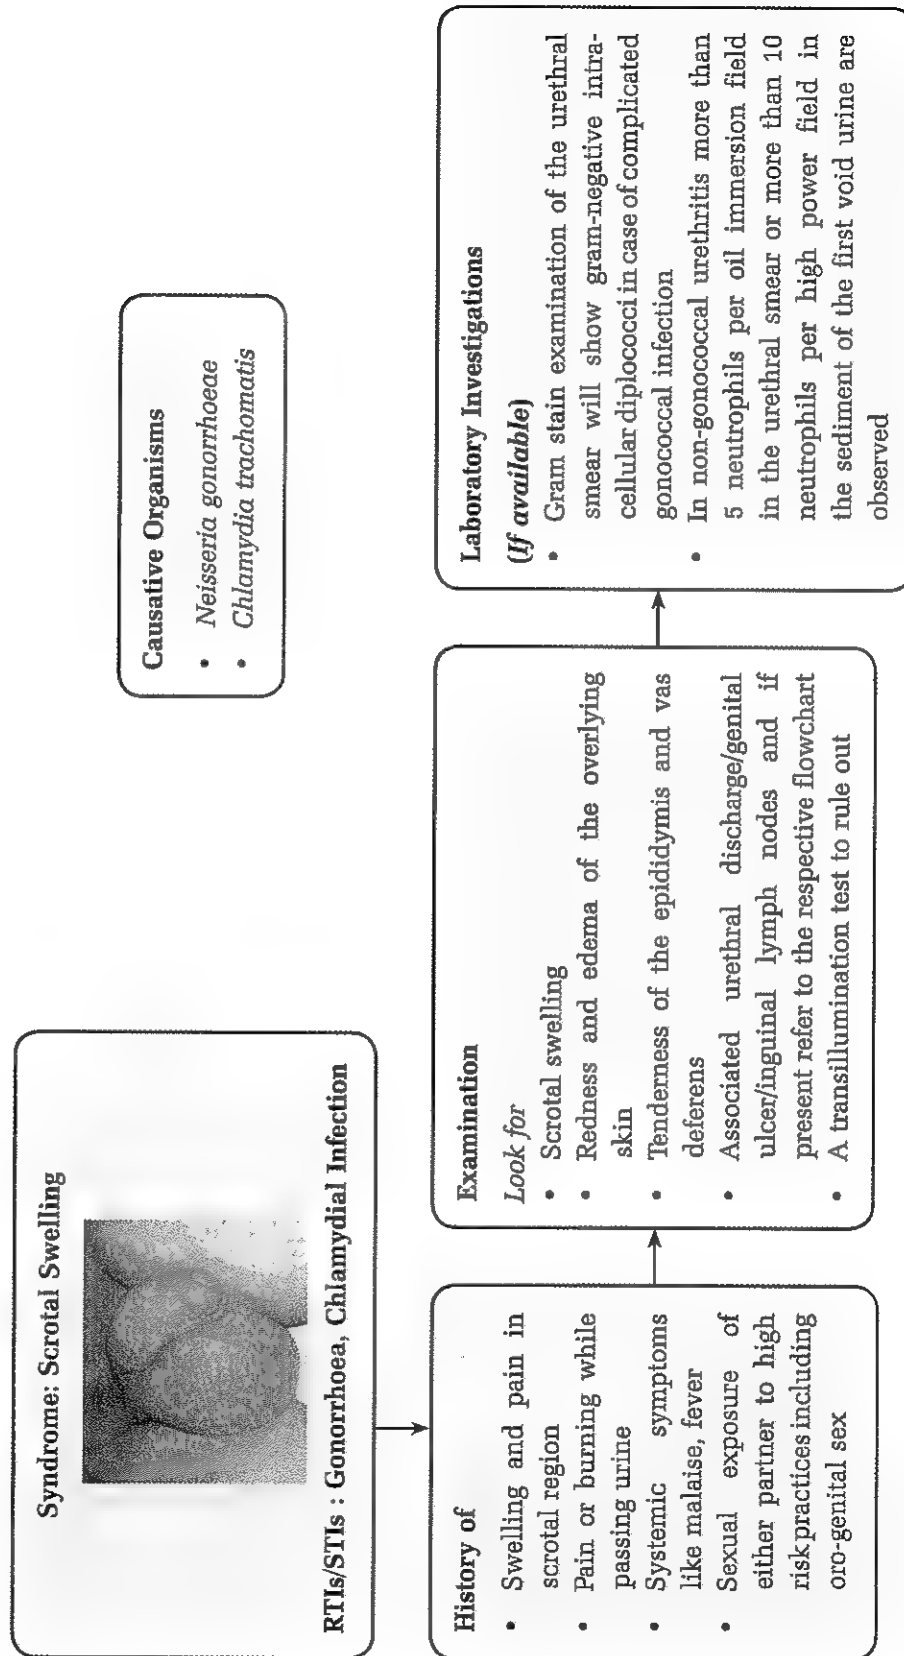 Syndrome: Scrotal Swelling
RTIs/STIs : Gonorrhoea, Chlamydial Infection
Causative Organisms
• Neisseria gonorrhoeae
• Chlamydia trachomatis
History of
• Swelling and pain in
scrotal region
• Pain or burning while
passing urine
• Systemic symptoms
like malaise, fever
• Sexual exposure of
either partner to high
risk practices including
oro-genital sex
Examination
Look for
• Scrotal swelling
• Redness and edema of the overlying
skin
• Tenderness of the epididymis and vas
deferens
• Associated urethral discharge/genital
ulcer/inguinal lymph nodes and if
present refer to the respective flowchart
• A transillumination test to rule out
Laboratory Investigations
(If available)
• Gram stain examination of the urethral
smear will show gram-negative intra-
cellular diplococci in case of complicated
gonococcal infection
• In non-gonococcal urethritis more than
5 neutrophils per oil immersion field
in the urethral smear or more than 10
neutrophils per high power field in
the sediment of the first void urine are
observed